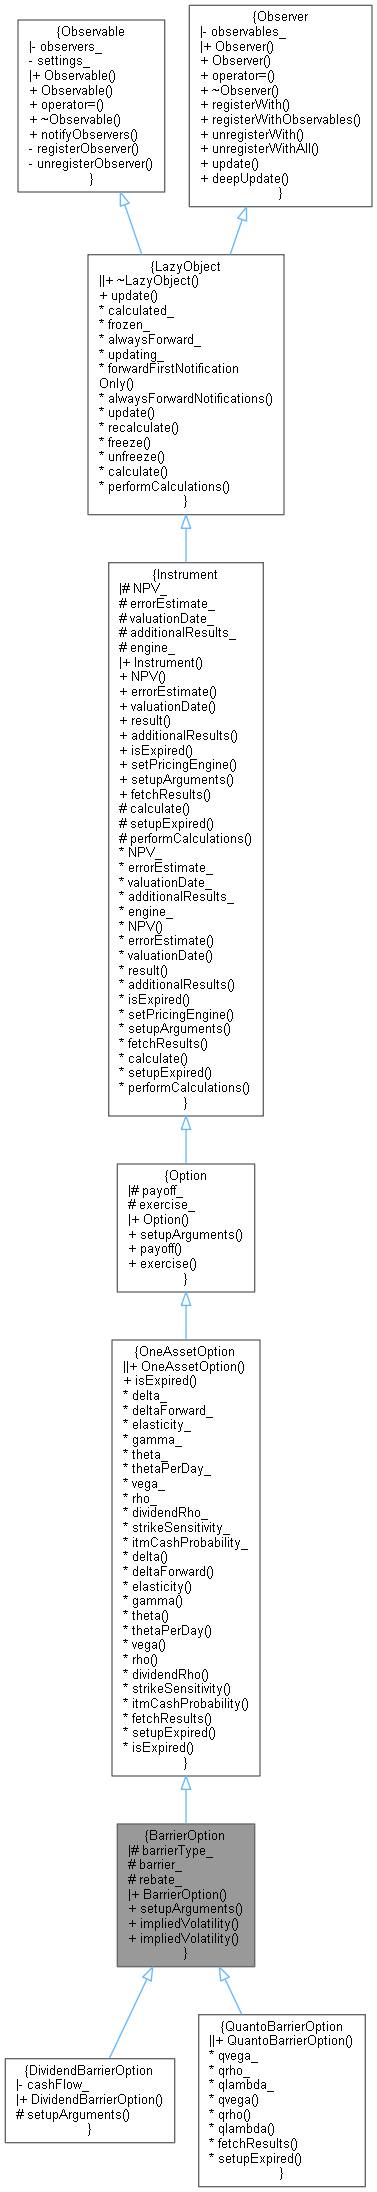 {Observable
|- observers_
- settings_
|+ Observable()
+ Observable()
+ operator=()
+ ~Observable()
+ notifyObservers()
- registerObserver()
- unregisterObserver()
}
{Observer
|- observables_
|+ Observer()
+ Observer()
+ operator=()
+ ~Observer()
+ registerWith()
+ registerWithObservables()
+ unregisterWith()
+ unregisterWithAll()
+ update()
+ deepUpdate()
}
{LazyObject
||+ ~LazyObject()
+ update()
* calculated_
* frozen_
* alwaysForward_
* updating_
* forwardFirstNotification
Only()
* alwaysForwardNotifications()
* update()
* recalculate()
* freeze()
* unfreeze()
* calculate()
* performCalculations()
}
{Instrument
|# NPV_
# errorEstimate_
# valuationDate_
# additionalResults_
# engine_
|+ Instrument()
+ NPV()
+ errorEstimate()
+ valuationDate()
+ result()
+ additionalResults()
+ isExpired()
+ setPricingEngine()
+ setupArguments()
+ fetchResults()
# calculate()
# setupExpired()
# performCalculations()
* NPV_
* errorEstimate_
* valuationDate_
* additionalResults_
* engine_
* NPV()
* errorEstimate()
* valuationDate()
* result()
* additionalResults()
* isExpired()
* setPricingEngine()
* setupArguments()
* fetchResults()
* calculate()
* setupExpired()
* performCalculations()
}
{Option
|# payoff_
# exercise_
|+ Option()
+ setupArguments()
+ payoff()
+ exercise()
}
{OneAssetOption
||+ OneAssetOption()
+ isExpired()
* delta_
* deltaForward_
* elasticity_
* gamma_
* theta_
* thetaPerDay_
* vega_
* rho_
* dividendRho_
* strikeSensitivity_
* itmCashProbability_
* delta()
* deltaForward()
* elasticity()
* gamma()
* theta()
* thetaPerDay()
* vega()
* rho()
* dividendRho()
* strikeSensitivity()
* itmCashProbability()
* fetchResults()
* setupExpired()
* isExpired()
}
{BarrierOption
|# barrierType_
# barrier_
# rebate_
|+ BarrierOption()
+ setupArguments()
+ impliedVolatility()
+ impliedVolatility()
}
{DividendBarrierOption
|- cashFlow_
|+ DividendBarrierOption()
# setupArguments()
}
{QuantoBarrierOption
||+ QuantoBarrierOption()
* qvega_
* qrho_
* qlambda_
* qvega()
* qrho()
* qlambda()
* fetchResults()
* setupExpired()
}